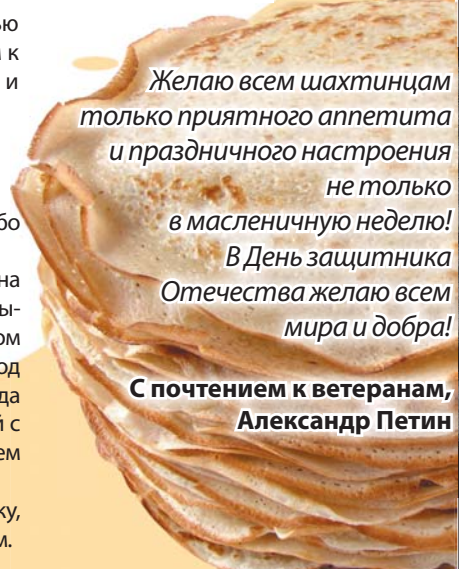 Желаю всем шахтинцам
только приятного аппетита
и праздничного настроения
не только
в масленичную неделю!
В День защитника
Отечества желаю всем
мира и добра!
С почтением к ветеранам,
Александр Петин
к
и
на
с